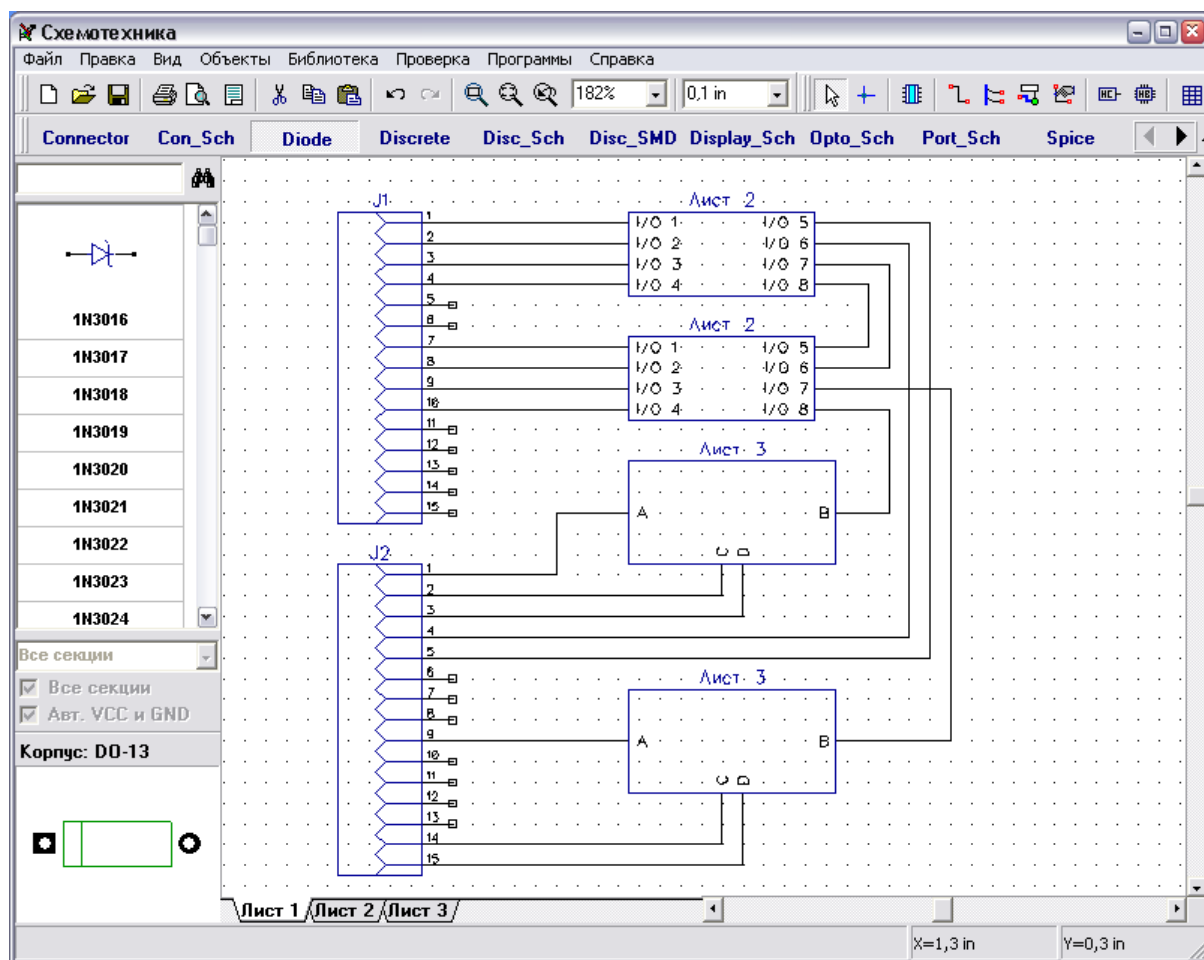 Схемотехника
Файл Правка Вид Объекты Библиотека Проверка Программы Справка
182% 0,1 in
Connector Con_Sch Diode Discrete Disc_Sch Disc_SMD Display_Sch Opto_Sch Port_Sch Spice
1N3016
1N3017
1N3018
1N3019
1N3020
1N3021
1N3022
1N3023
1N3024
Все секции
Все секции
Авт. VCC и GND
Корпус: DO-13
J1
1
2
3
4
5
6
7
8
9
10
11
12
13
14
15
Лист 2
I/O 1 I/O 5
I/O 2 I/O 6
I/O 3 I/O 7
I/O 4 I/O 8
Лист 2
I/O 1 I/O 5
I/O 2 I/O 6
I/O 3 I/O 7
I/O 4 I/O 8
Лист 3
A B
C D
J2
1
2
3
4
5
6
7
8
9
10
11
12
13
14
15
Лист 3
A B
C D
Лист 1 Лист 2 Лист 3
X=1,3 in Y=0,3 in